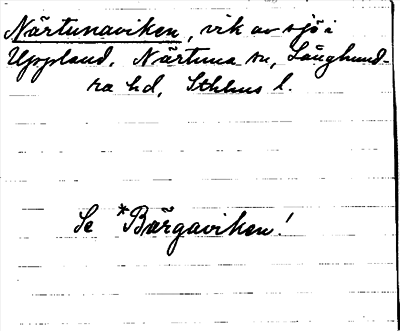 Närtunaviken, vik av sjö i
Uppland. Närtuna sn, Långhund-
ra hd, Sthlms l.
Se *Bärgaviken!